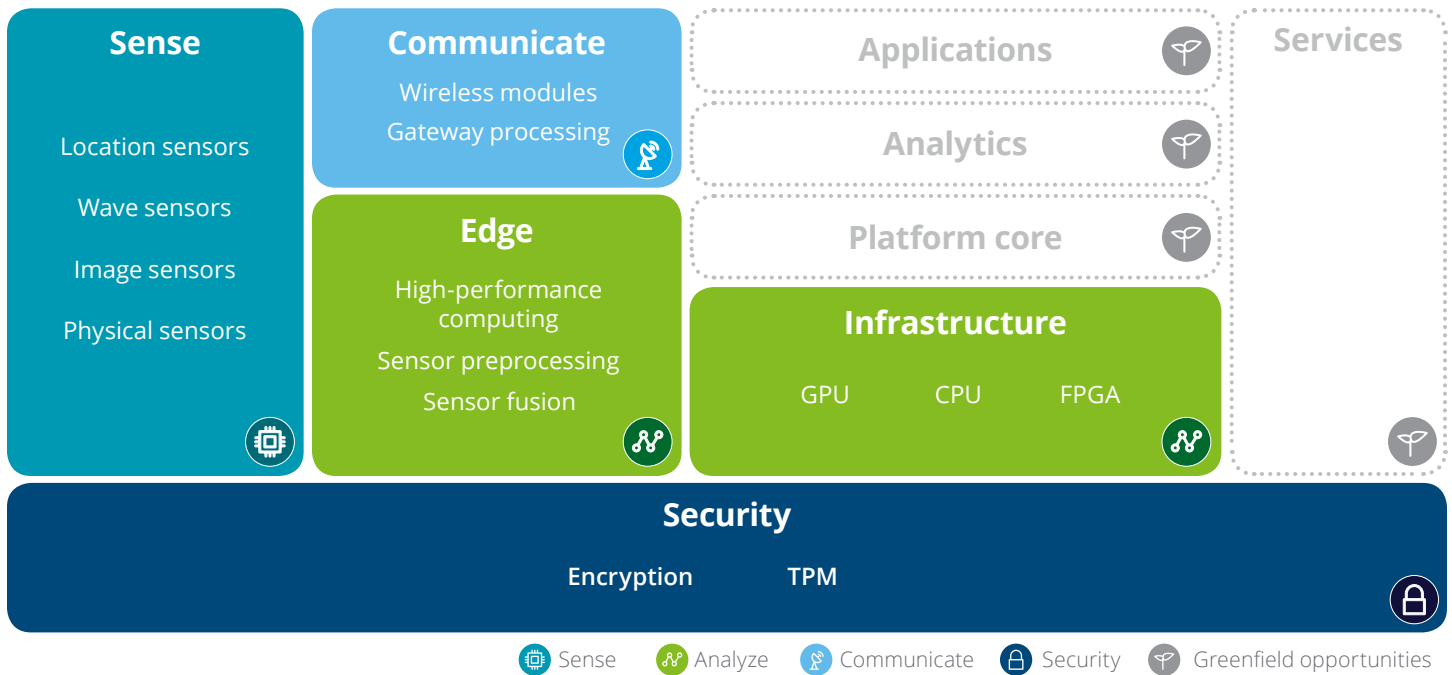 Sense
Location sensors
Wave sensors
Image sensors
Physical sensors
Communicate
Wireless modules
Gateway processing
Edge
High-performance
computing
Sensor preprocessing
Sensor fusion
Applications
Analytics
Platform core
Infrastructure
GPU CPU FPGA
Services
Security
Encryption TPM
Sense Analyze Communicate Security Greenfield opportunities